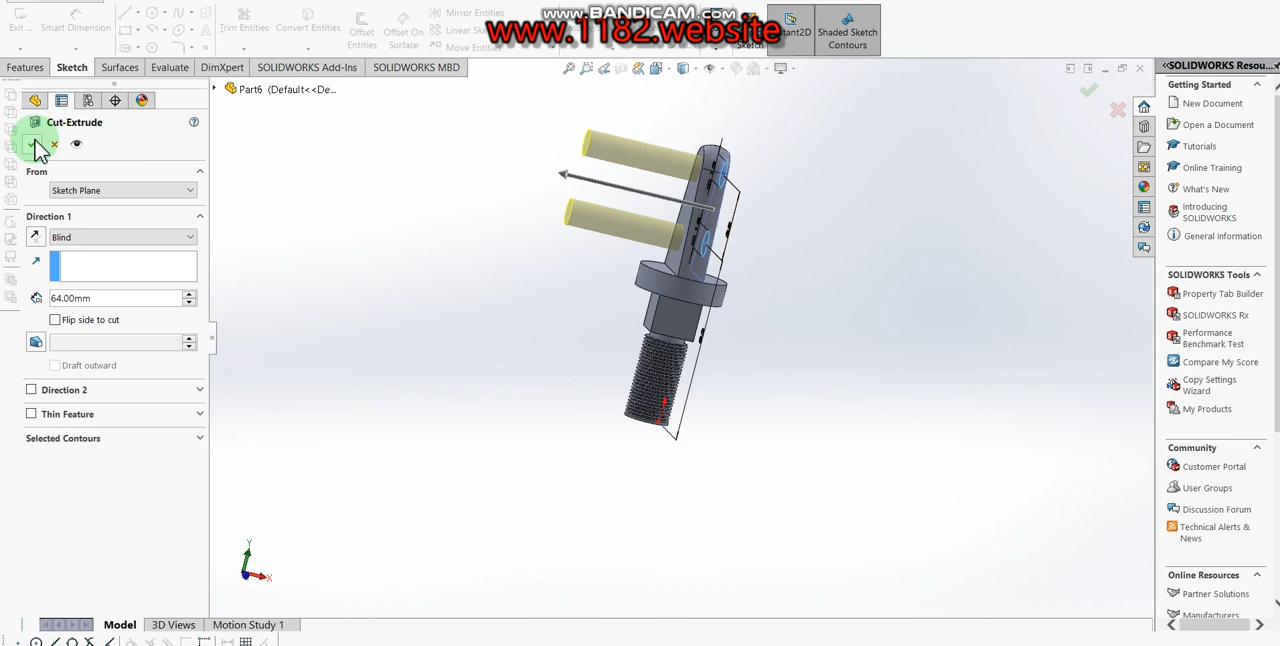 www.BANDICAM.com
www.1182.website
Exit ...
Smart Dimension
Trim Entities
Convert Entities
Offset Entities
Offset On Surface
Mirror Entities
Linear Sk
Move Entities
Sketch
tant2D
Shaded Sketch Contours
Features
Sketch
Surfaces
Evaluate
DimXpert
SOLIDWORKS Add-Ins
SOLIDWORKS MBD
Part6 (Default<<De...
Cut-Extrude
From
Sketch Plane
Direction 1
Blind
64.00mm
Flip side to cut
Draft outward
Direction 2
Thin Feature
Selected Contours
Y
X
Model
3D Views
Motion Study 1
SOLIDWORKS Resou...
Getting Started
New Document
Open a Document
Tutorials
Online Training
What's New
Introducing SOLIDWORKS
General Information
SOLIDWORKS Tools
Property Tab Builder
SOLIDWORKS Rx
Performance Benchmark Test
Compare My Score
Copy Settings Wizard
My Products
Community
Customer Portal
User Groups
Discussion Forum
Technical Alerts & News
Online Resources
Partner Solutions
Manufacturers